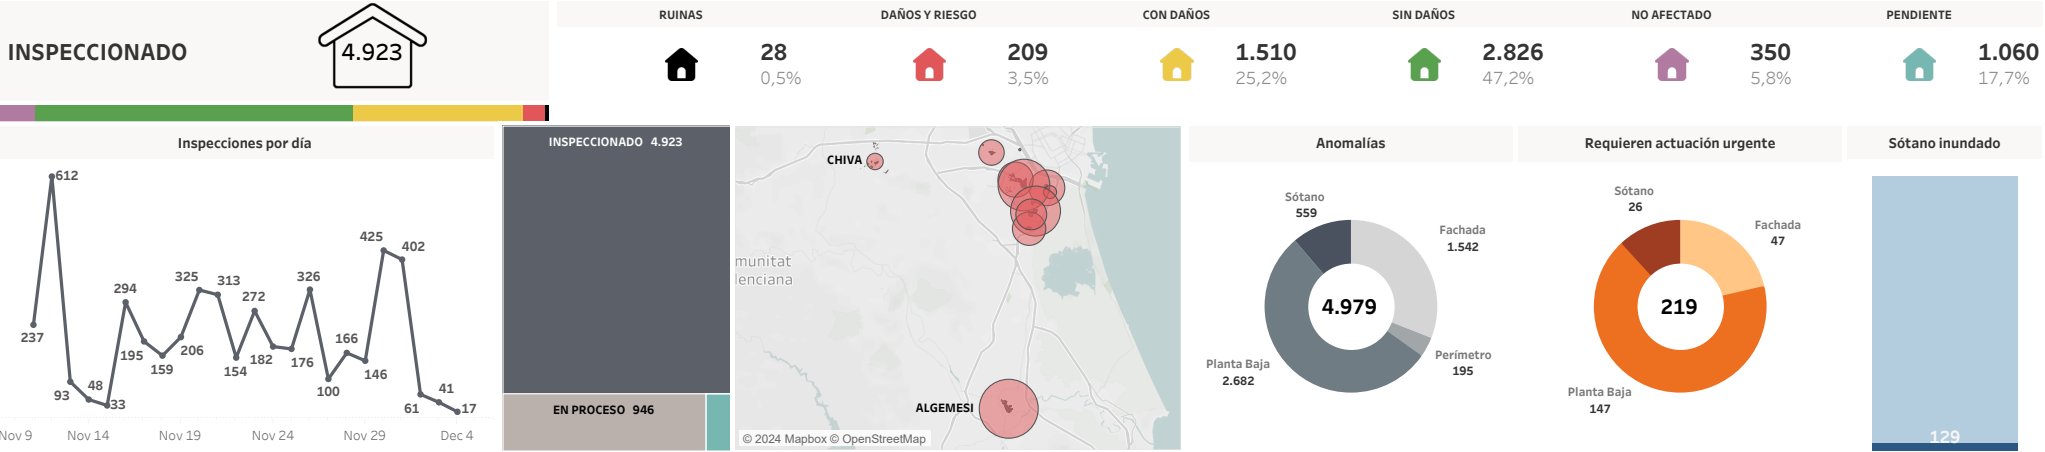 INSPECCIONADO
4.923
RUINAS
28
0,5%
DAÑOS Y RIESGO
209
3,5%
CON DAÑOS
1.510
25,2%
SIN DAÑOS
2.826
47,2%
NO AFECTADO
350
5,8%
PENDIENTE
1.060
17,7%
Inspecciones por día
612
237
93
48
33
294
195
159
206
325
313
154
272
182
176
326
100
166
146
425
402
61
41
17
Nov 9
Nov 14
Nov 19
Nov 24
Nov 29
Dec 4
INSPECCIONADO 4.923
EN PROCESO 946
CHIVA
munitat
lenciana
ALGEMESI
© 2024 Mapbox © OpenStreetMap
Anomalías
Sótano
559
Fachada
1.542
4.979
Perímetro
195
Planta Baja
2.682
Requieren actuación urgente
Sótano
26
Fachada
47
219
Planta Baja
147
Sótano inundado
129